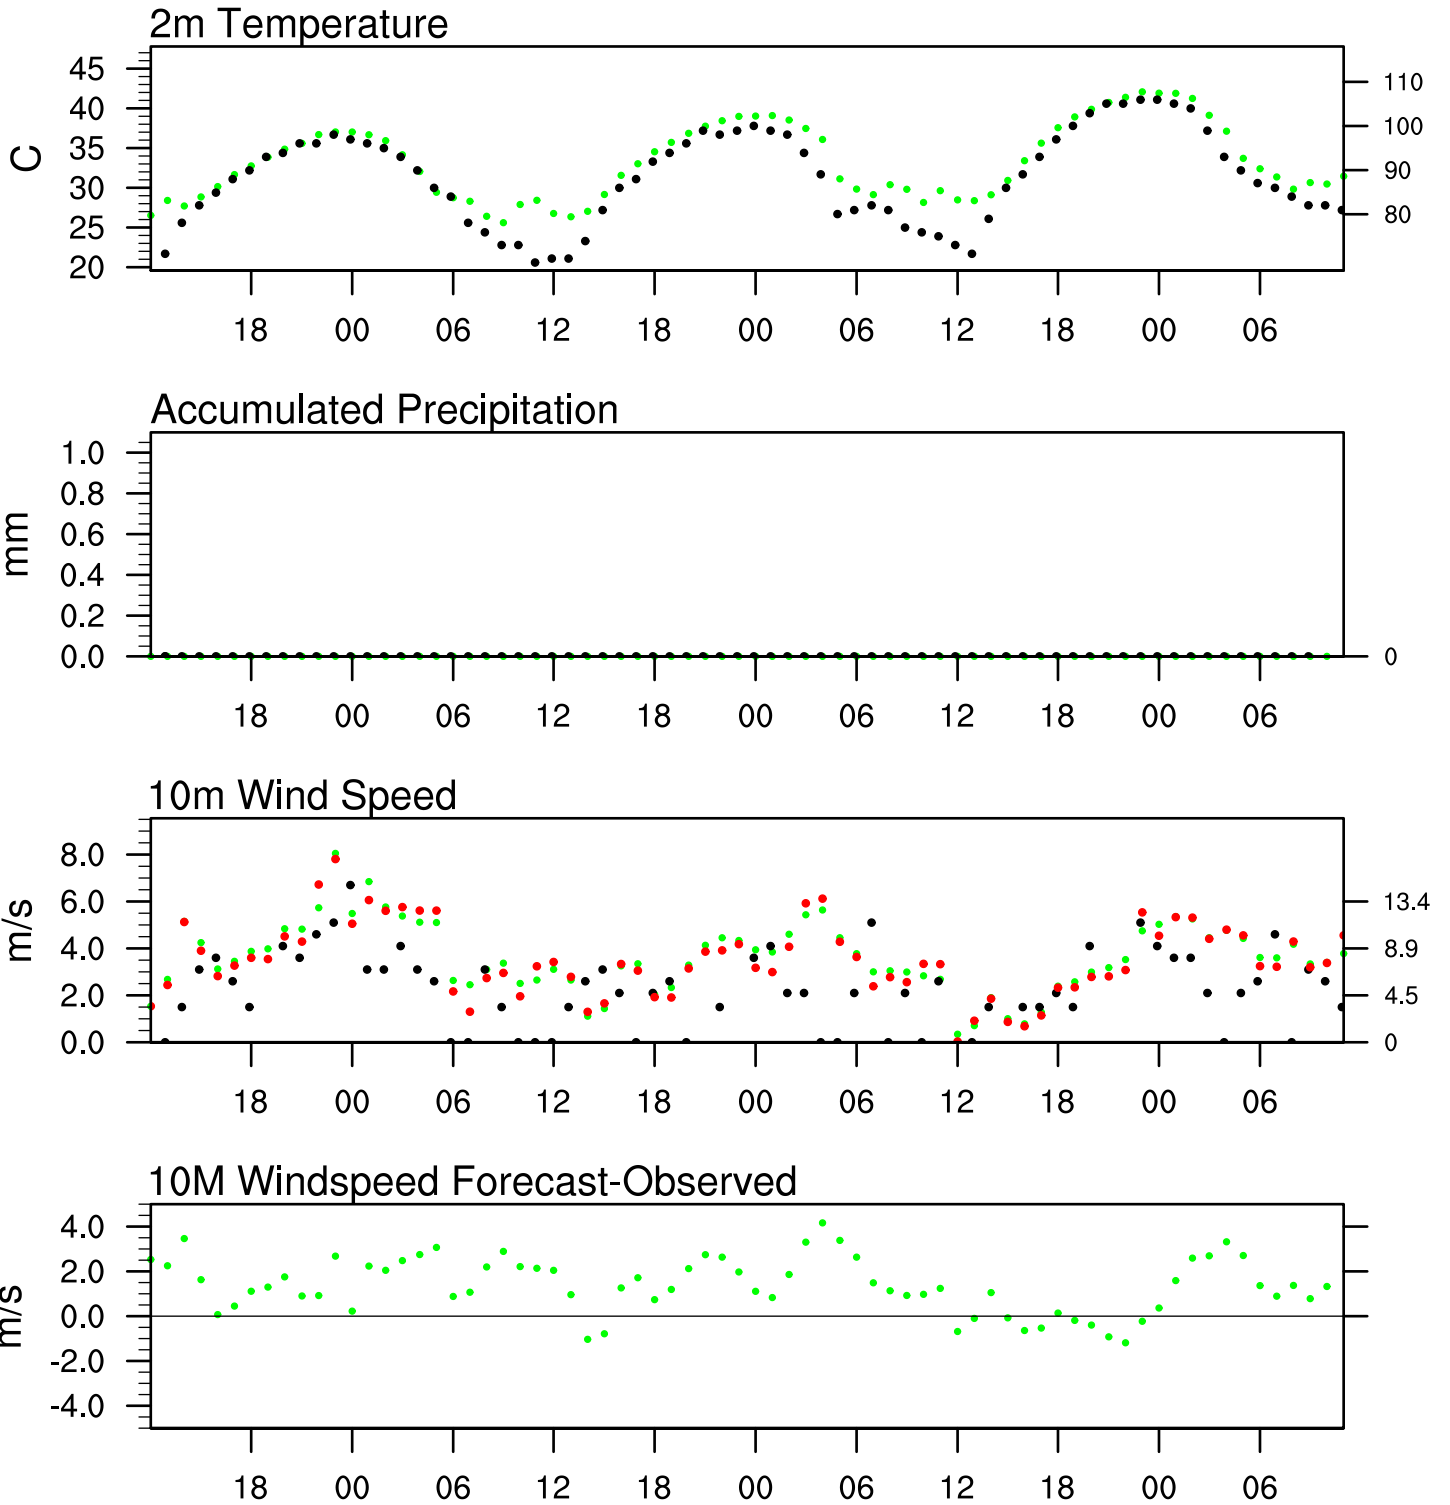 2m Temperature
45
40
35
30
25
20
C
110
100
90
80
18 00 06 12 18 00 06 12 18 00 06
Accumulated Precipitation
1.0
0.8
0.6
0.4
0.2
0.0
mm
0
18 00 06 12 18 00 06 12 18 00 06
10m Wind Speed
8.0
6.0
4.0
2.0
0.0
m/s
13.4
8.9
4.5
0
18 00 06 12 18 00 06 12 18 00 06
10M Windspeed Forecast-Observed
4.0
2.0
0.0
-2.0
-4.0
m/s
18 00 06 12 18 00 06 12 18 00 06